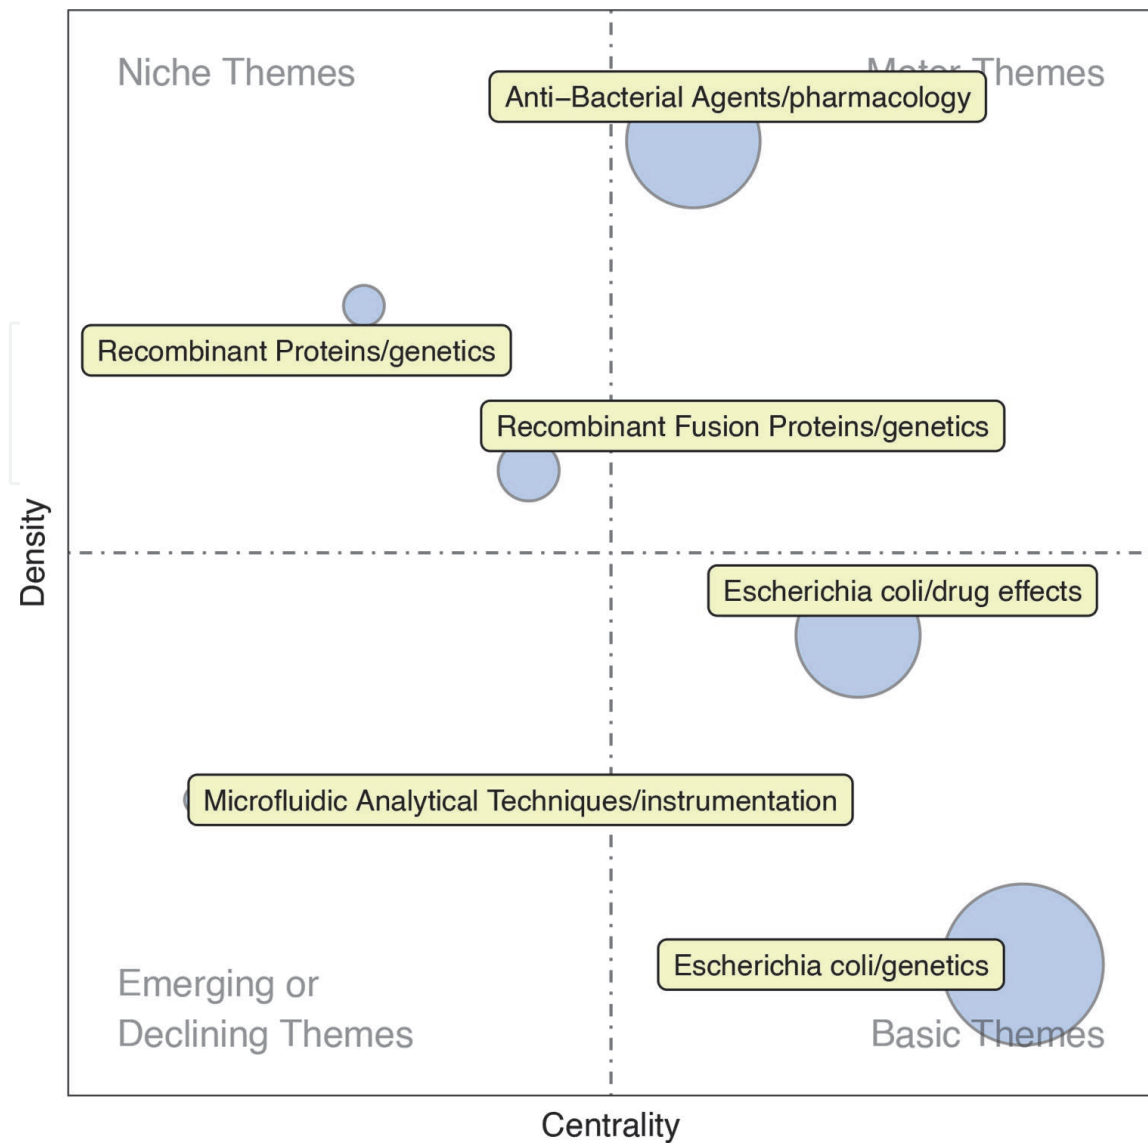 Niche Themes
Motor Themes
Anti−Bacterial Agents/pharmacology
Recombinant Proteins/genetics
Recombinant Fusion Proteins/genetics
Density
Escherichia coli/drug effects
Microfluidic Analytical Techniques/instrumentation
Escherichia coli/genetics
Emerging or
Declining Themes
Basic Themes
Centrality